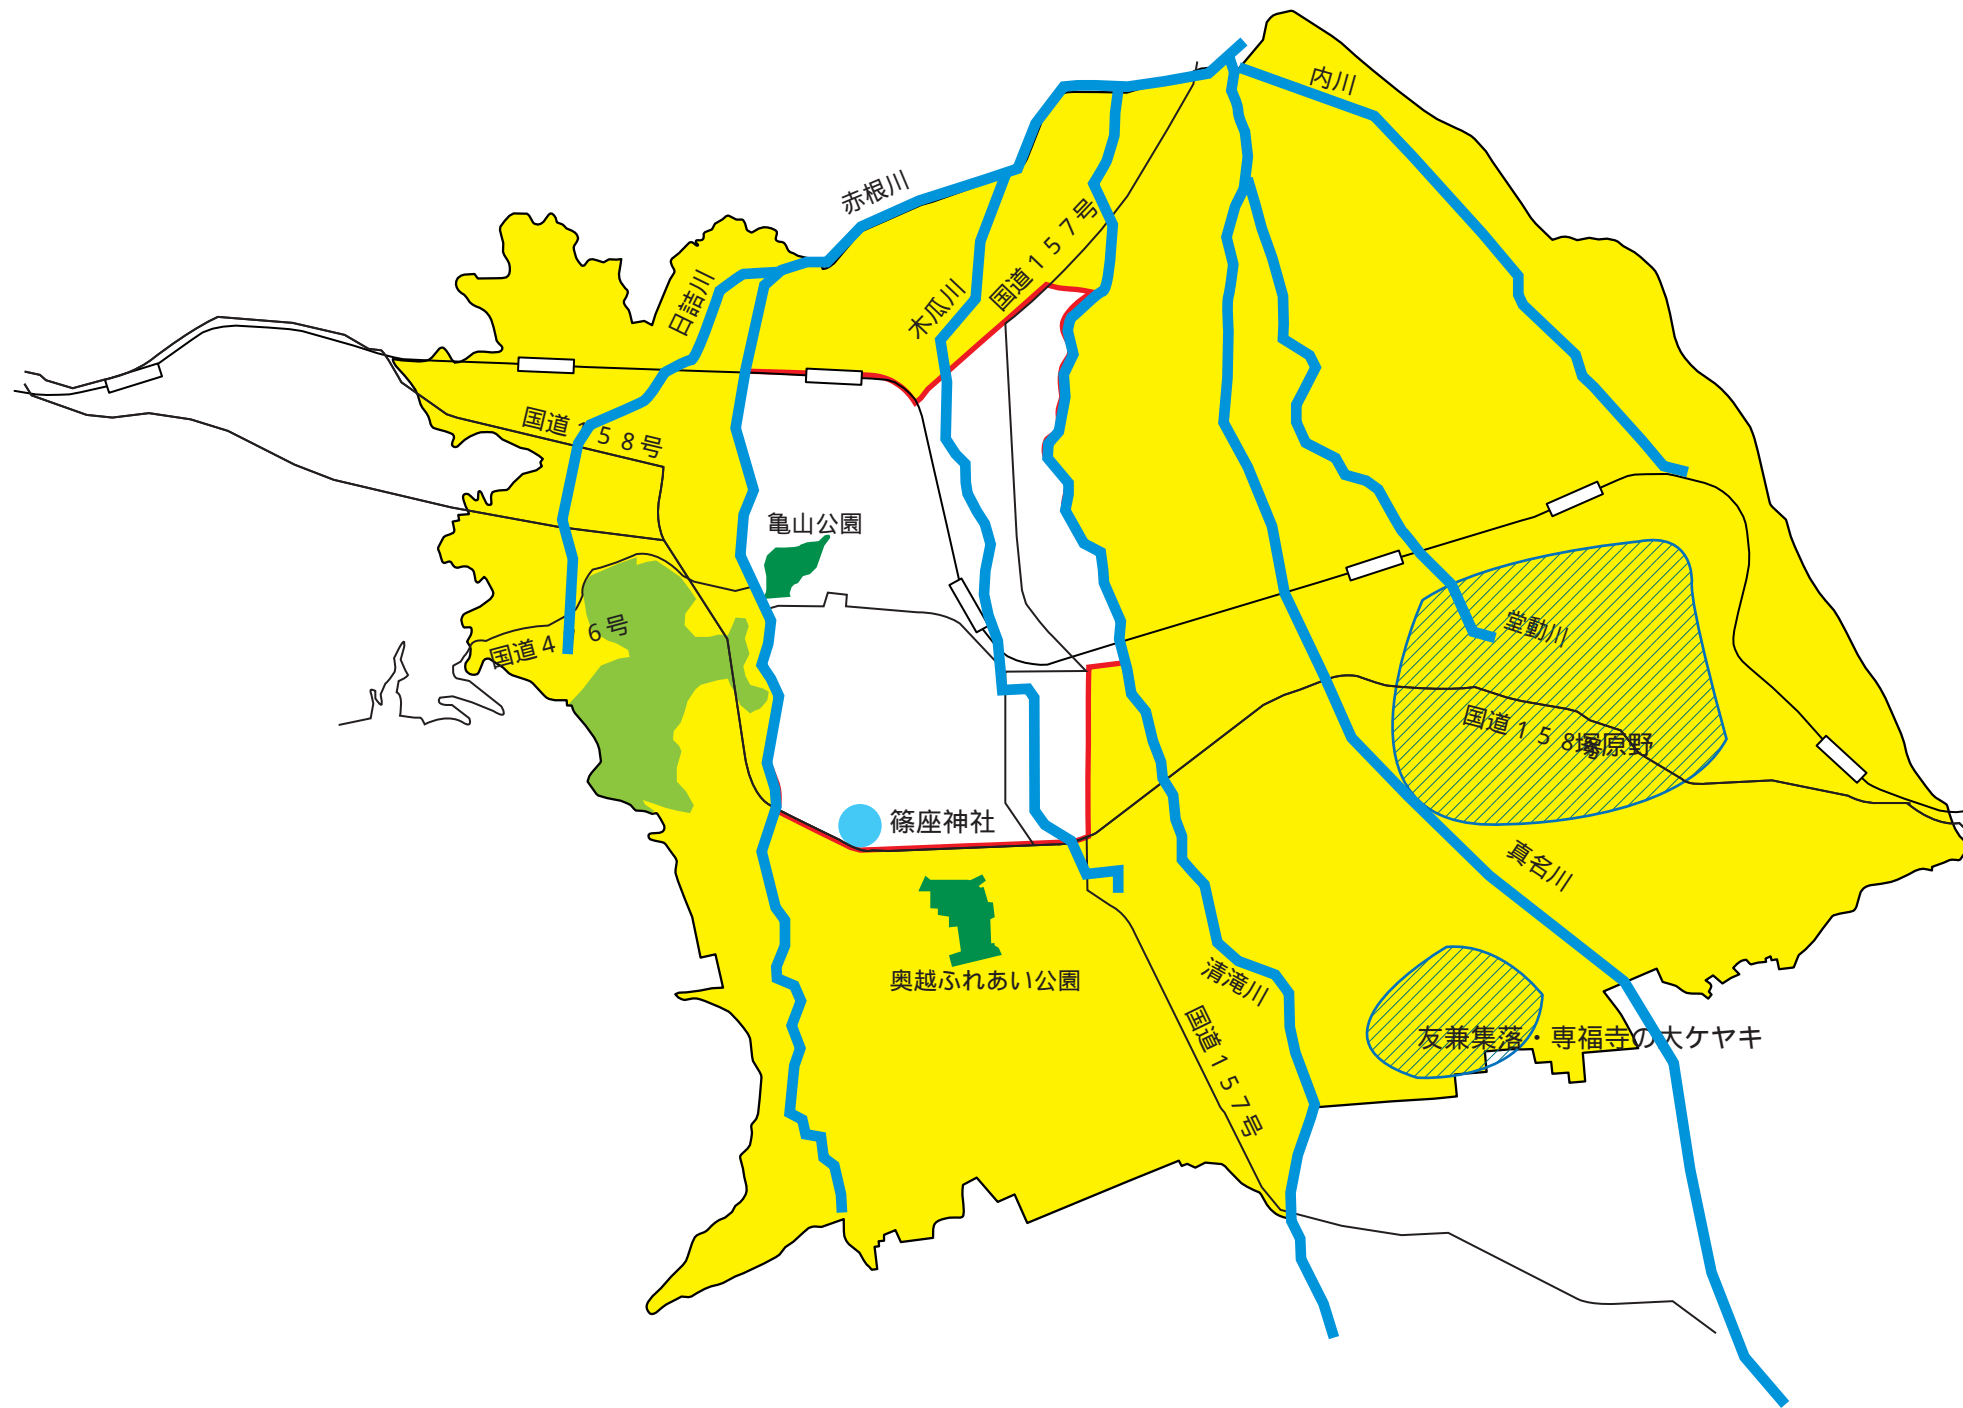 内川
赤根川
国道１５７号
日詰川
木瓜川
国道１５８号
亀山公園
堂動川
国道４　６号
国道１５８号
塚原野
篠座神社
真名川
奥越ふれあい公園
清滝川
国道１５７号
友兼集落・専福寺の大ケヤキ